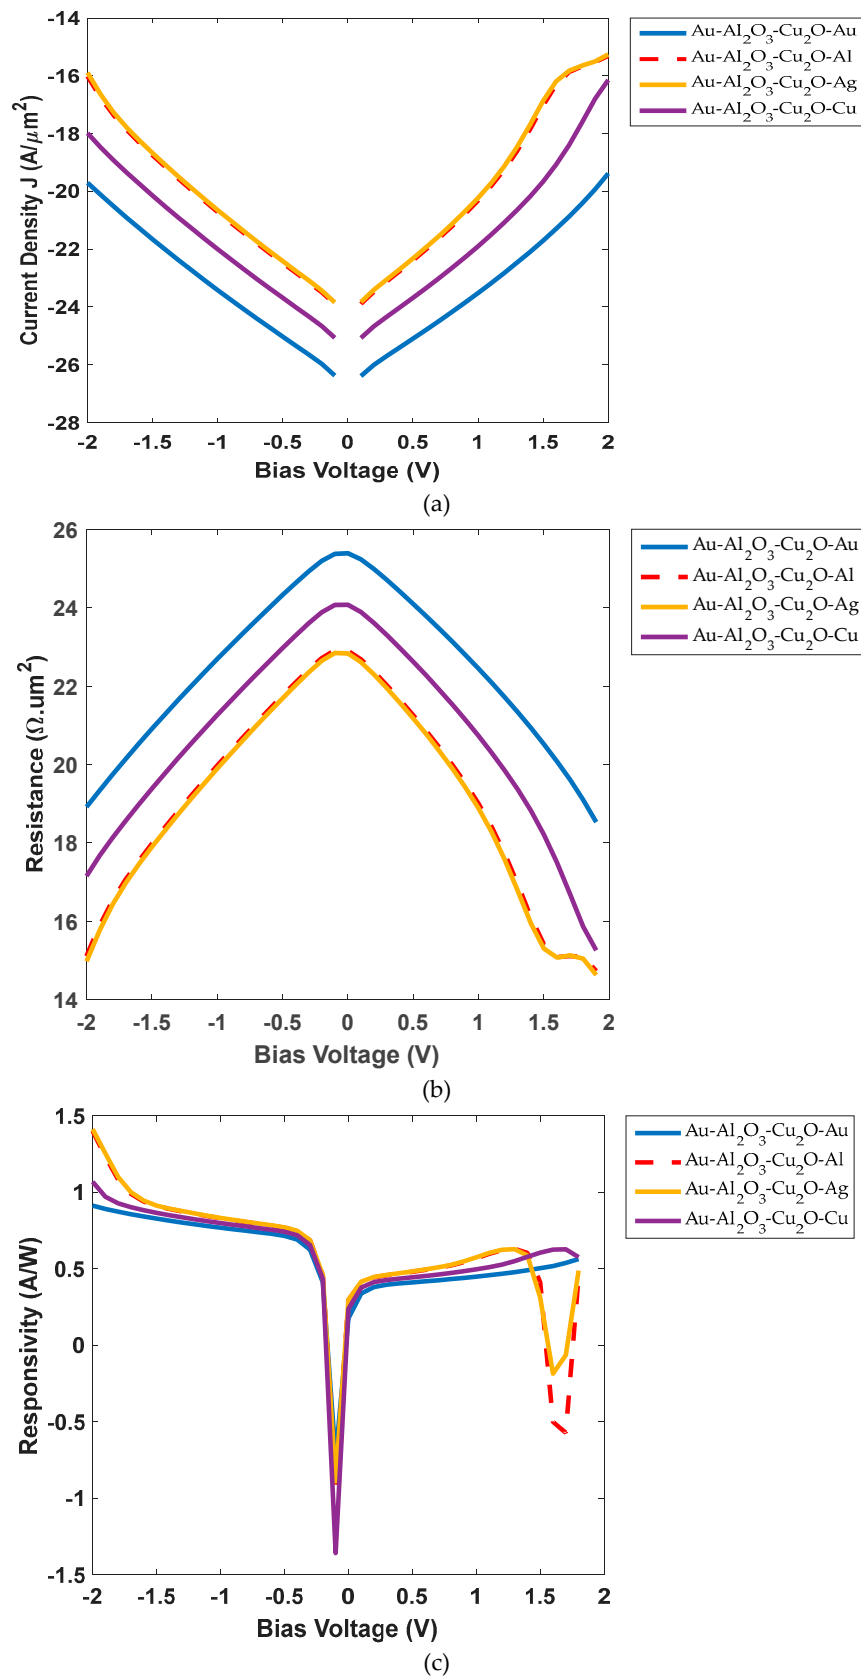 -14
-16
-18
-20
-22
-24
-26
-28
Current Density J (A/μm²)
-2 -1.5 -1 -0.5 0 0.5 1 1.5 2
Bias Voltage (V)
Au-Al₂O₃-Cu₂O-Au
Au-Al₂O₃-Cu₂O-Al
Au-Al₂O₃-Cu₂O-Ag
Au-Al₂O₃-Cu₂O-Cu
(a)
26
24
22
20
18
16
14
Resistance (Ω.um²)
-2 -1.5 -1 -0.5 0 0.5 1 1.5 2
Bias Voltage (V)
Au-Al₂O₃-Cu₂O-Au
Au-Al₂O₃-Cu₂O-Al
Au-Al₂O₃-Cu₂O-Ag
Au-Al₂O₃-Cu₂O-Cu
(b)
1.5
1
0.5
0
-0.5
-1
-1.5
Responsivity (A/W)
-2 -1.5 -1 -0.5 0 0.5 1 1.5 2
Bias Voltage (V)
Au-Al₂O₃-Cu₂O-Au
Au-Al₂O₃-Cu₂O-Al
Au-Al₂O₃-Cu₂O-Ag
Au-Al₂O₃-Cu₂O-Cu
(c)